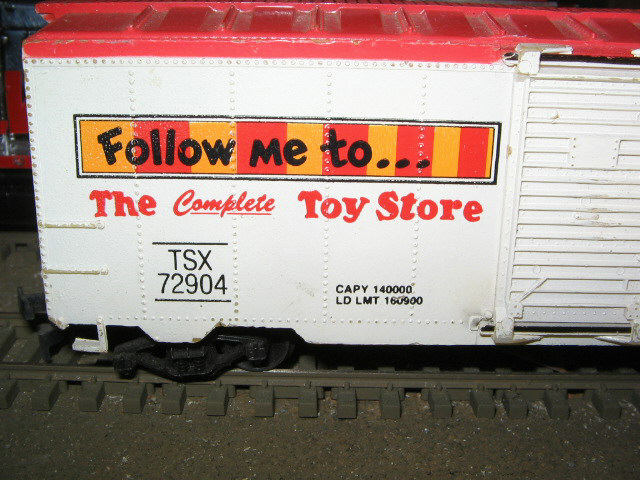 Follow me to...
The Complete Toy Store
TSX
72904
CAPY 140000
LD LMT 160900